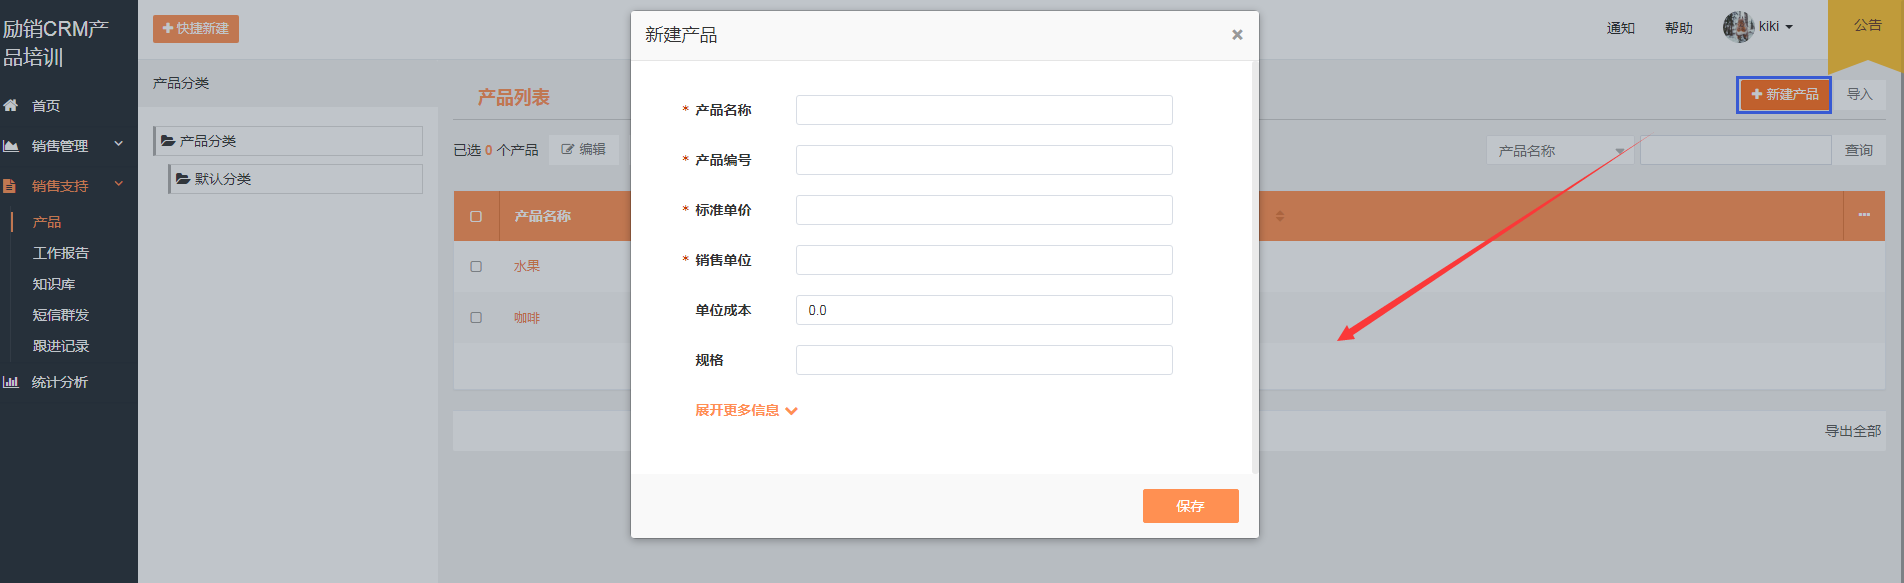 励销CRM产
品培训
首页
销售管理
销售支持
产品
工作报告
知识库
短信群发
跟进记录
统计分析
快捷新建
通知
帮助
kiki
公告
产品分类
产品分类
默认分类
产品列表
新建产品
导入
已选 0 个产品
编辑
产品名称
查询
产品名称
水果
咖啡
导出全部
新建产品
×
* 产品名称
* 产品编号
* 标准单价
* 销售单位
单位成本 0.0
规格
展开更多信息
保存